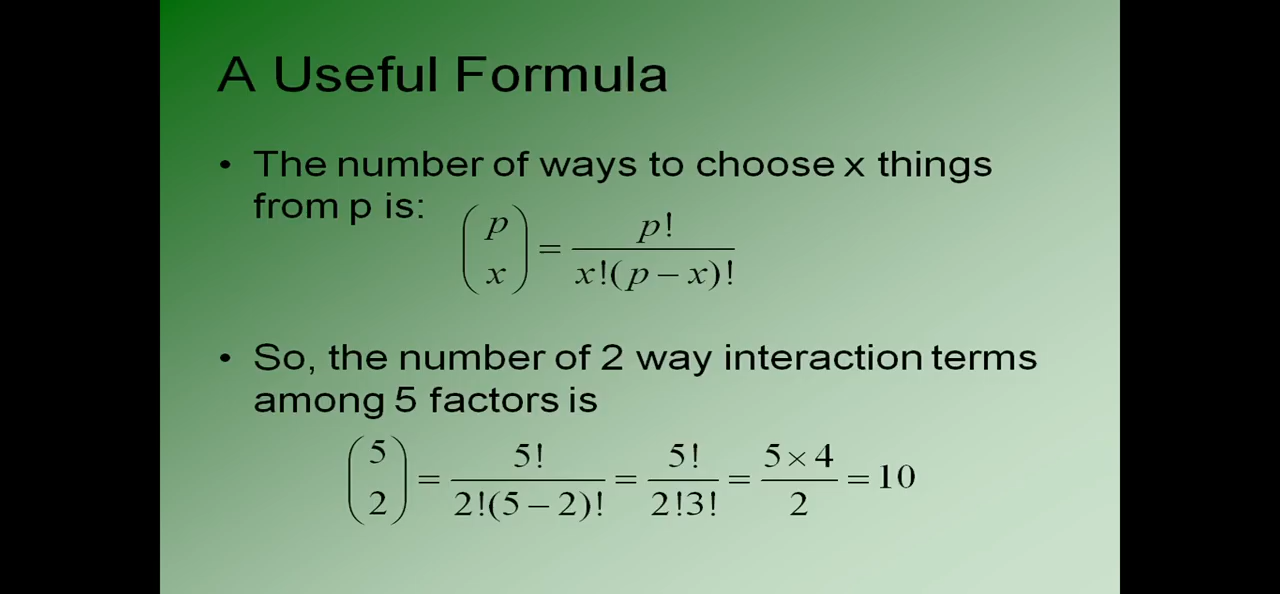 A Useful Formula
• The number of ways to choose x things
from p is:
(p x) = p! / x!(p − x)!
• So, the number of 2 way interaction terms
among 5 factors is
(5 2) = 5! / 2!(5 − 2)! = 5! / 2!3! = 5 × 4 / 2 = 10